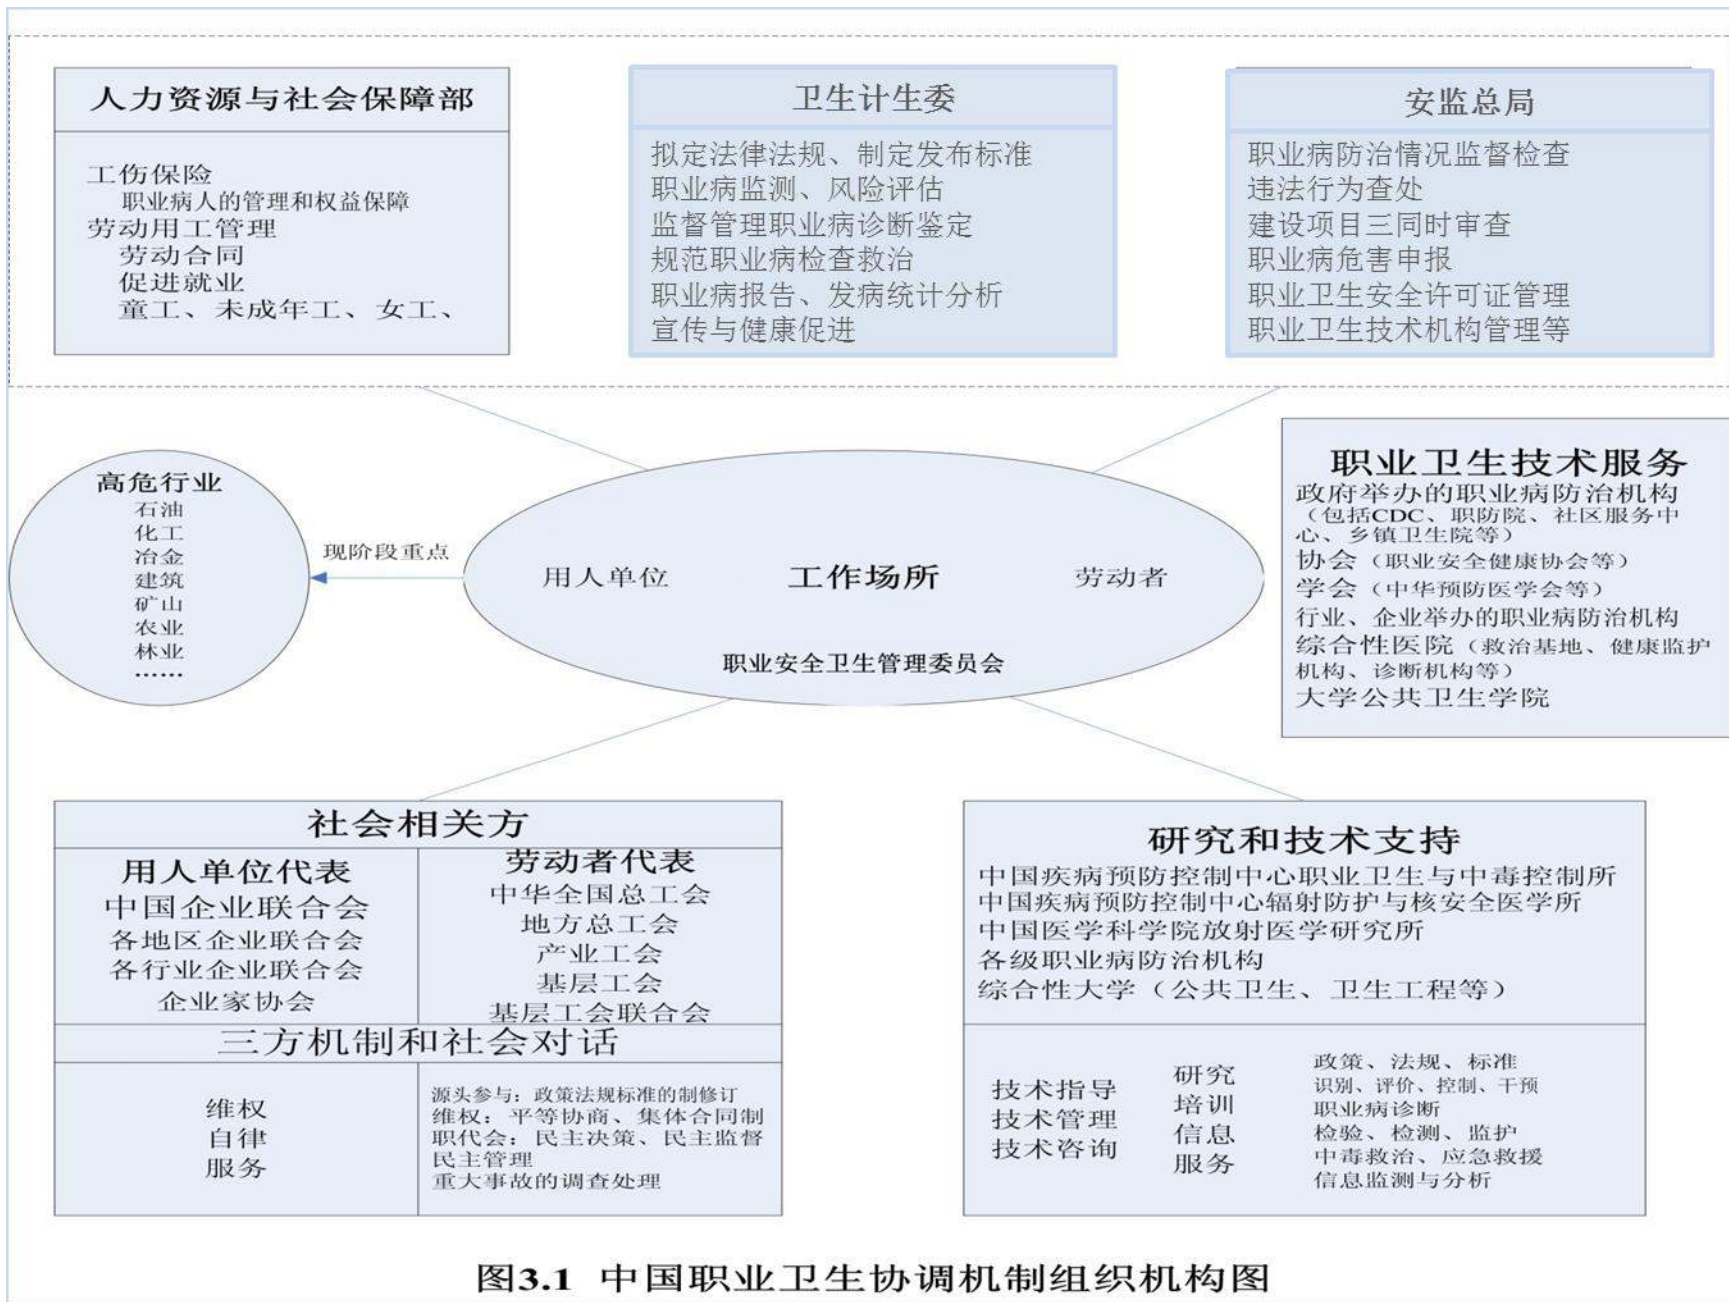 人力资源与社会保障部
工伤保险
职业病人的管理和权益保障
劳动用工管理
劳动合同
促进就业
童工、未成年工、女工、
卫生计生委
拟定法律法规、制定发布标准
职业病监测、风险评估
监督管理职业病诊断鉴定
规范职业病检查救治
职业病报告、发病统计分析
宣传与健康促进
安监总局
职业病防治情况监督检查
违法行为查处
建设项目三同时审查
职业病危害申报
职业卫生安全许可证管理
职业卫生技术机构管理等
高危行业
石油
化工
冶金
建筑
矿山
农业
林业
……
现阶段重点
用人单位
工作场所
劳动者
职业安全卫生管理委员会
职业卫生技术服务
政府举办的职业病防治机构
（包括CDC、职防院、社区服务中
心、乡镇卫生院等）
协会（职业安全健康协会等）
学会（中华预防医学会等）
行业、企业举办的职业病防治机构
综合性医院（救治基地、健康监护
机构、诊断机构等）
大学公共卫生学院
社会相关方
用人单位代表
中国企业联合会
各地区企业联合会
各行业企业联合会
企业家协会
劳动者代表
中华全国总工会
地方总工会
产业工会
基层工会
基层工会联合会
三方机制和社会对话
维权
自律
服务
源头参与：政策法规标准的制修订
维权：平等协商、集体合同制
职代会：民主决策、民主监督
民主管理
重大事故的调查处理
研究和技术支持
中国疾病预防控制中心职业卫生与中毒控制所
中国疾病预防控制中心辐射防护与核安全医学所
中国医学科学院放射医学研究所
各级职业病防治机构
综合性大学（公共卫生、卫生工程等）
技术指导
技术管理
技术咨询
研究
培训
信息
服务
政策、法规、标准
识别、评价、控制、干预
职业病诊断
检验、检测、监护
中毒救治、应急救援
信息监测与分析
图3.1 中国职业卫生协调机制组织机构图